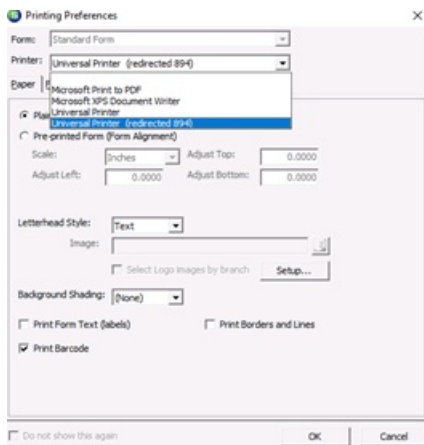 Printing Preferences
Form: Standard Form
Printer: Universal Printer (redirected 894)
Microsoft Print to PDF
Microsoft XPS Document Writer
Universal Printer
Universal Printer (redirected 894)
Paper
Pre-printed Form (Form Alignment)
Scale: Inches Adjust Top: 0.0000
Adjust Left: 0.0000 Adjust Bottom: 0.0000
Letterhead Style: Text
Image:
Select Logo images by branch Setup...
Background Shading: (None)
Print Form Text (labels) Print Borders and Lines
Print Barcode
Do not show this again OK Cancel